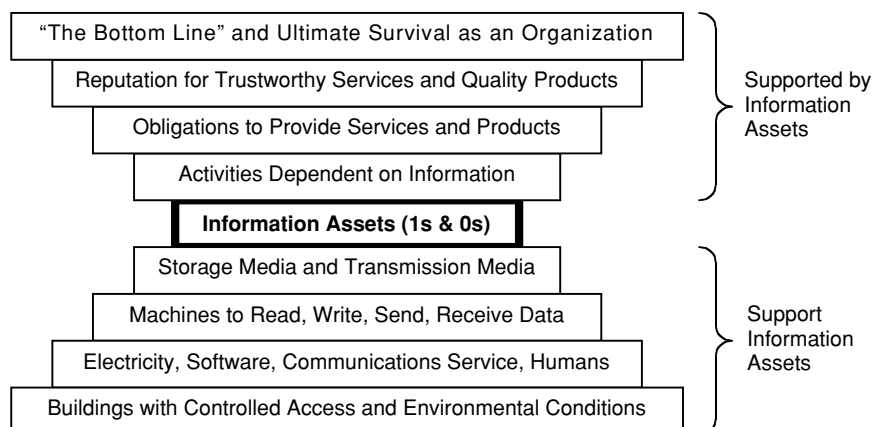 “The Bottom Line” and Ultimate Survival as an Organization
Reputation for Trustworthy Services and Quality Products
Obligations to Provide Services and Products
Activities Dependent on Information
Supported by
Information
Assets
Information Assets (1s & 0s)
Storage Media and Transmission Media
Machines to Read, Write, Send, Receive Data
Electricity, Software, Communications Service, Humans
Buildings with Controlled Access and Environmental Conditions
Support
Information
Assets